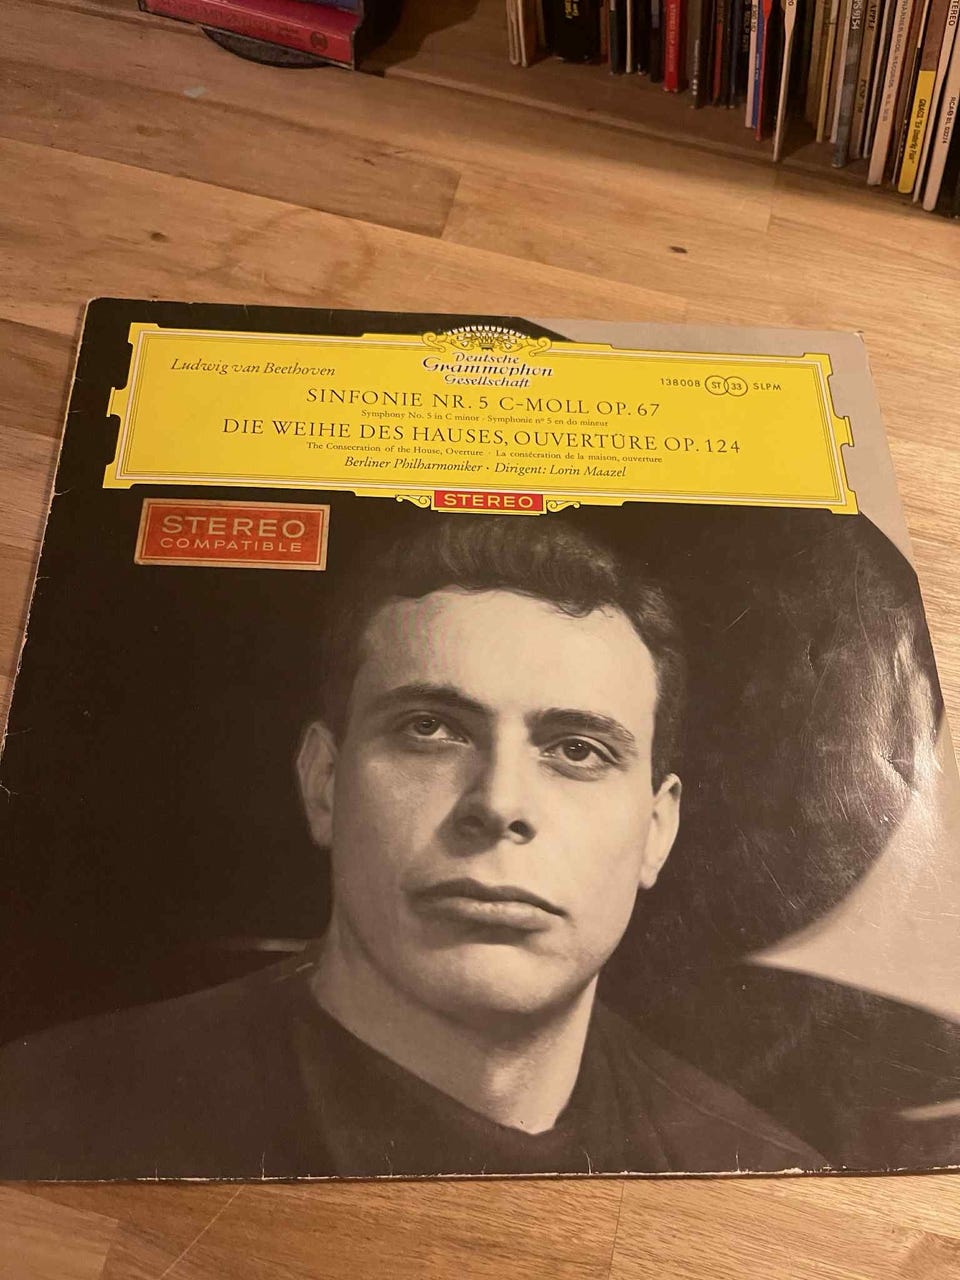 Ludwig van Beethoven
Deutsche
Grammophon
Gesellschaft
138008 ST 33 SLPM
SINFONIE NR. 5 C-MOLL OP. 67
Symphony No. 5 in C minor · Symphonie nº 5 en do mineur
DIE WEIHE DES HAUSES, OUVERTÜRE OP. 124
The Consecration of the House, Overture · La consécration de la maison, ouverture
Berliner Philharmoniker · Dirigent: Lorin Maazel
STEREO
STEREO
COMPATIBLE